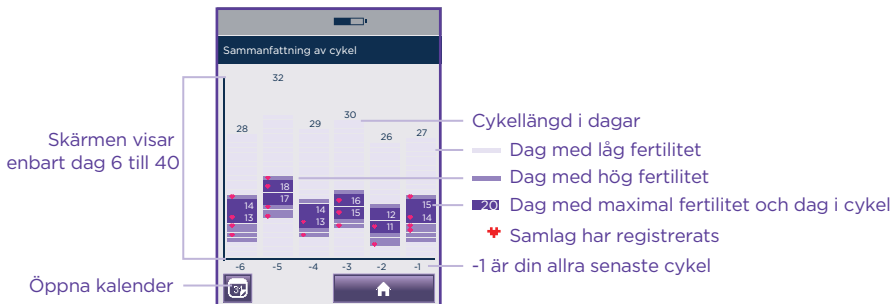 Sammanfattning av cykel
32
28
29
30
26
27
18
17
14
13
14
13
16
15
12
11
15
14
-6
-5
-4
-3
-2
-1
Skärmen visar
enbart dag 6 till 40
Öppna kalender
Cykellängd i dagar
Dag med låg fertilitet
Dag med hög fertilitet
20
Dag med maximal fertilitet och dag i cykel
Samlag har registrerats
-1 är din allra senaste cykel